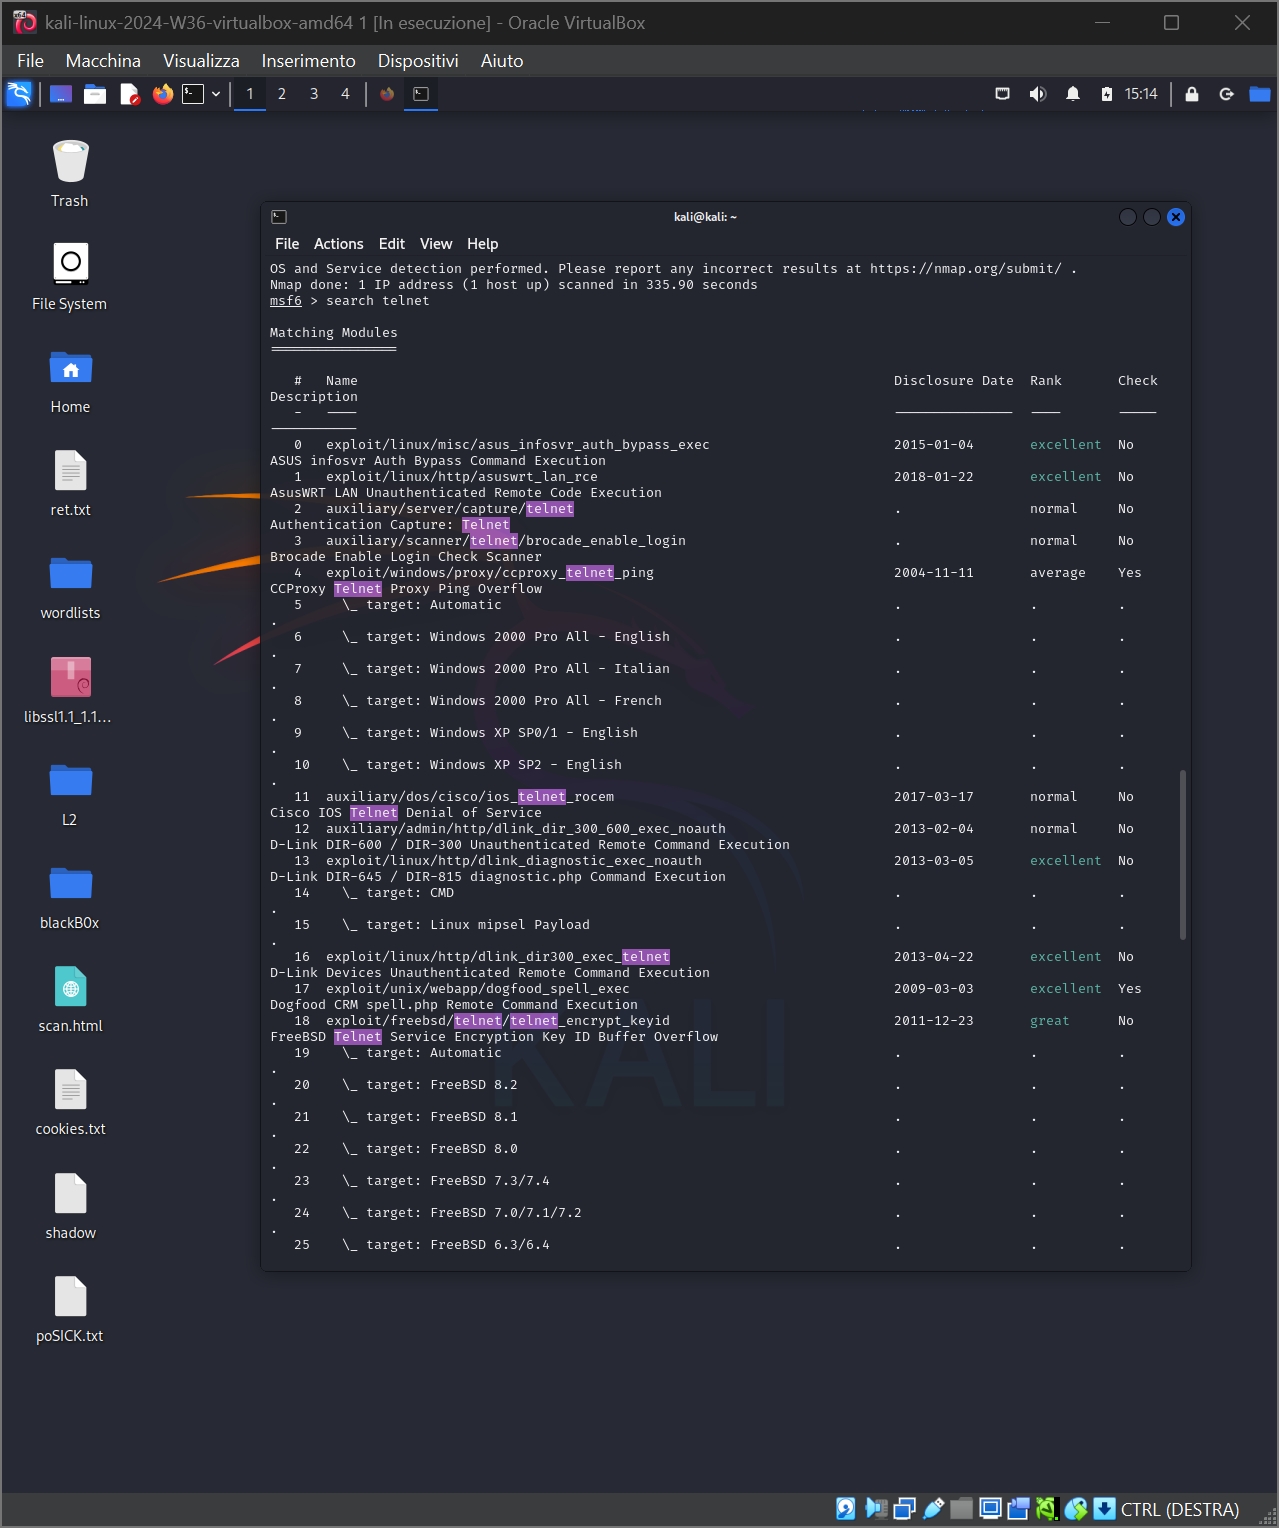 kali-linux-2024-W36-virtualbox-amd64 1 [In esecuzione] - Oracle VirtualBox
File Macchina Visualizza Inserimento Dispositivi Aiuto
1 2 3 4 15:14
Trash
File System
Home
ret.txt
wordlists
libssl1.1_1.1...
L2
blackB0x
scan.html
cookies.txt
shadow
poSICK.txt
kali@kali: ~
File Actions Edit View Help
OS and Service detection performed. Please report any incorrect results at https://nmap.org/submit/ .
Nmap done: 1 IP address (1 host up) scanned in 335.90 seconds
msf6 > search telnet
Matching Modules
================
# Name Disclosure Date Rank Check
Description
- ---- --------------- ---- -----
-----------
0 exploit/linux/misc/asus_infosvr_auth_bypass_exec 2015-01-04 excellent No
ASUS infosvr Auth Bypass Command Execution
1 exploit/linux/http/asuswrt_lan_rce 2018-01-22 excellent No
AsusWRT LAN Unauthenticated Remote Code Execution
2 auxiliary/server/capture/telnet . normal No
Authentication Capture: Telnet
3 auxiliary/scanner/telnet/brocade_enable_login . normal No
Brocade Enable Login Check Scanner
4 exploit/windows/proxy/ccproxy_telnet_ping 2004-11-11 average Yes
CCProxy Telnet Proxy Ping Overflow
5 \_ target: Automatic . . .
.
6 \_ target: Windows 2000 Pro All - English . . .
.
7 \_ target: Windows 2000 Pro All - Italian . . .
.
8 \_ target: Windows 2000 Pro All - French . . .
.
9 \_ target: Windows XP SP0/1 - English . . .
.
10 \_ target: Windows XP SP2 - English . . .
.
11 auxiliary/dos/cisco/ios_telnet_rocem 2017-03-17 normal No
Cisco IOS Telnet Denial of Service
12 auxiliary/admin/http/dlink_dir_300_600_exec_noauth 2013-02-04 normal No
D-Link DIR-600 / DIR-300 Unauthenticated Remote Command Execution
13 exploit/linux/http/dlink_diagnostic_exec_noauth 2013-03-05 excellent No
D-Link DIR-645 / DIR-815 diagnostic.php Command Execution
14 \_ target: CMD . . .
.
15 \_ target: Linux mipsel Payload . . .
.
16 exploit/linux/http/dlink_dir300_exec_telnet 2013-04-22 excellent No
D-Link Devices Unauthenticated Remote Command Execution
17 exploit/unix/webapp/dogfood_spell_exec 2009-03-03 excellent Yes
Dogfood CRM spell.php Remote Command Execution
18 exploit/freebsd/telnet/telnet_encrypt_keyid 2011-12-23 great No
FreeBSD Telnet Service Encryption Key ID Buffer Overflow
19 \_ target: Automatic . . .
.
20 \_ target: FreeBSD 8.2 . . .
.
21 \_ target: FreeBSD 8.1 . . .
.
22 \_ target: FreeBSD 8.0 . . .
.
23 \_ target: FreeBSD 7.3/7.4 . . .
.
24 \_ target: FreeBSD 7.0/7.1/7.2 . . .
.
25 \_ target: FreeBSD 6.3/6.4 . . .
KALI
CTRL (DESTRA)